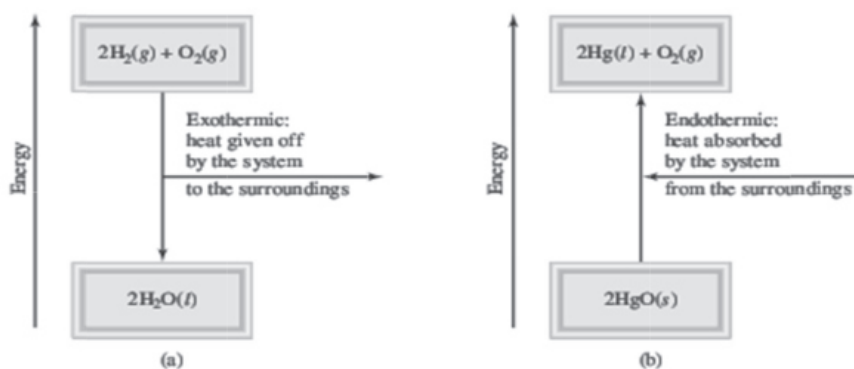 Energy
2H₂(g) + O₂(g)
Exothermic:
heat given off
by the system
to the surroundings
2H₂O(l)
(a)
Energy
2Hg(l) + O₂(g)
Endothermic:
heat absorbed
by the system
from the surroundings
2HgO(s)
(b)